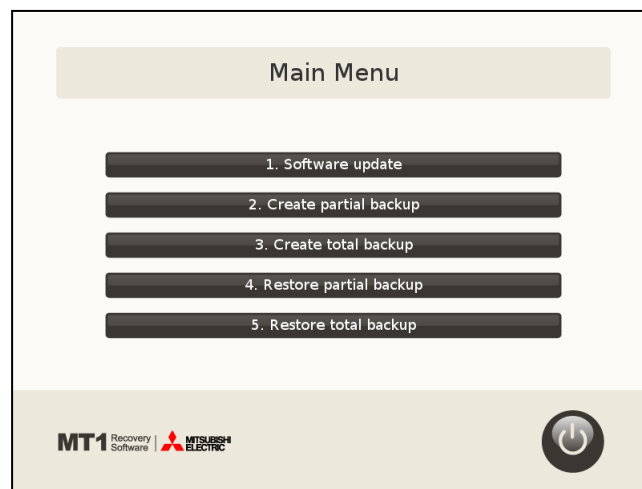 Main Menu
1. Software update
2. Create partial backup
3. Create total backup
4. Restore partial backup
5. Restore total backup
MT1 Recovery Software | MITSUBISHI ELECTRIC